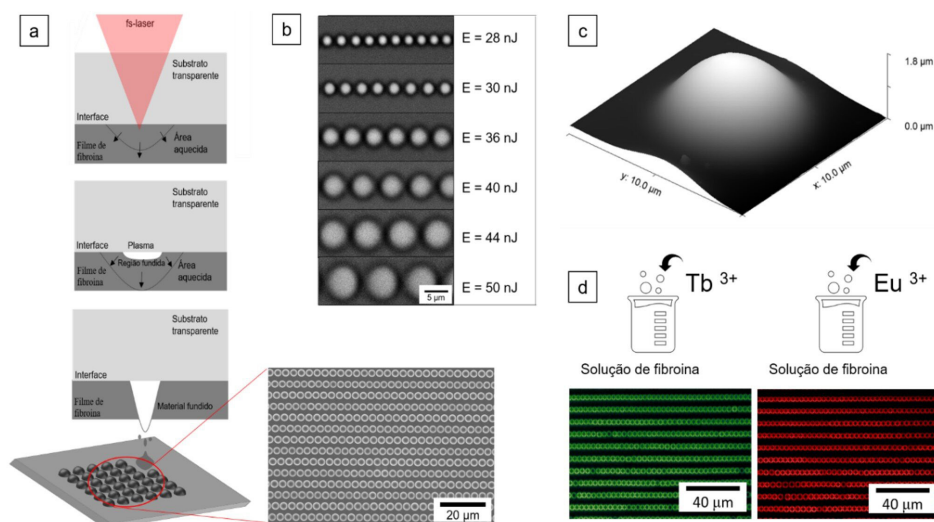 a
fs-laser
Substrato
transparente
Interface
Filme de
fibroina
Área
aquecida
Substrato
transparente
Interface
Plasma
Região fundida
Filme de
fibroina
Área
aquecida
Substrato
transparente
Interface
Filme de
fibroina
Material fundido
20 µm
b
E = 28 nJ
E = 30 nJ
E = 36 nJ
E = 40 nJ
E = 44 nJ
E = 50 nJ
5 µm
c
1.8 µm
0.0 µm
y: 10.0 µm
x: 10.0 µm
d
Tb 3+
Eu 3+
Solução de fibroina
Solução de fibroina
40 µm
40 µm